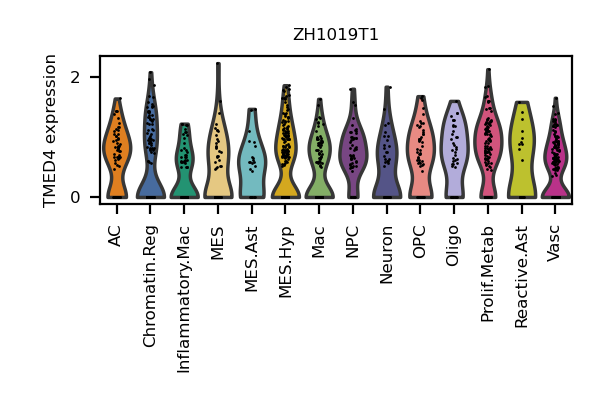 ZH1019T1
TMED4 expression
2
0
AC
Chromatin.Reg
Inflammatory.Mac
MES
MES.Ast
MES.Hyp
Mac
NPC
Neuron
OPC
Oligo
Prolif.Metab
Reactive.Ast
Vasc